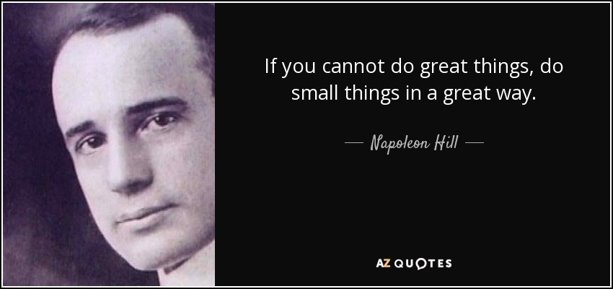 If you cannot do great things, do
small things in a great way.
Napoleon Hill
AZ QUOTES